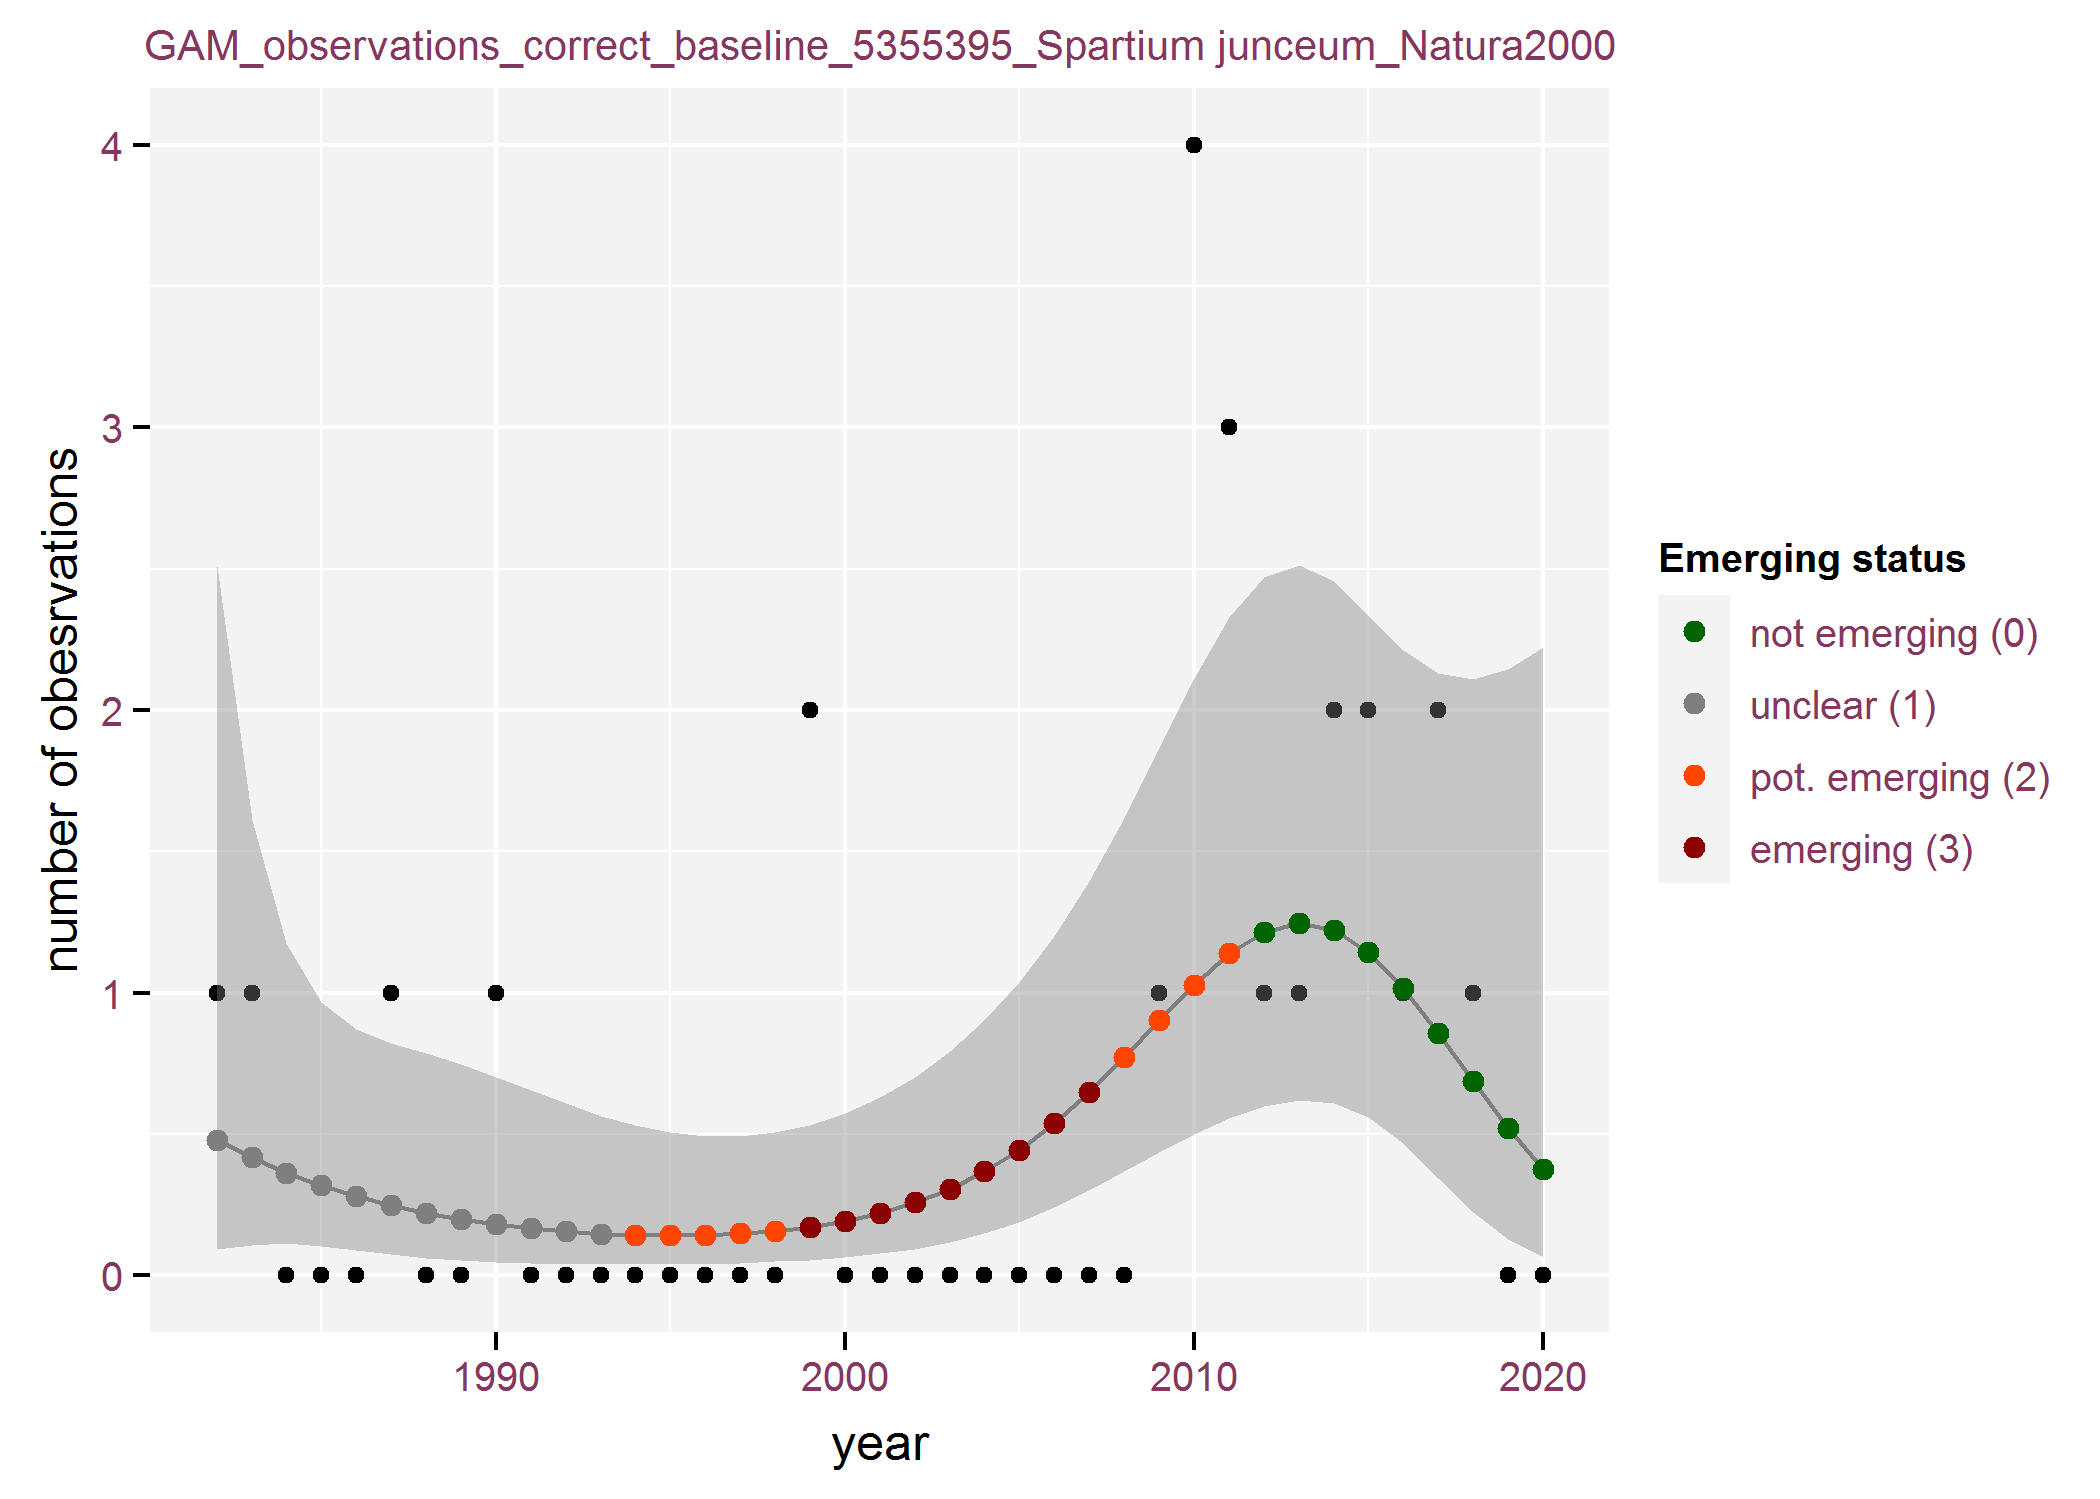 GAM_observations_correct_baseline_5355395_Spartium junceum_Natura2000
number of obesrvations
4
3
2
1
0
1990
2000
2010
2020
year
Emerging status
not emerging (0)
unclear (1)
pot. emerging (2)
emerging (3)